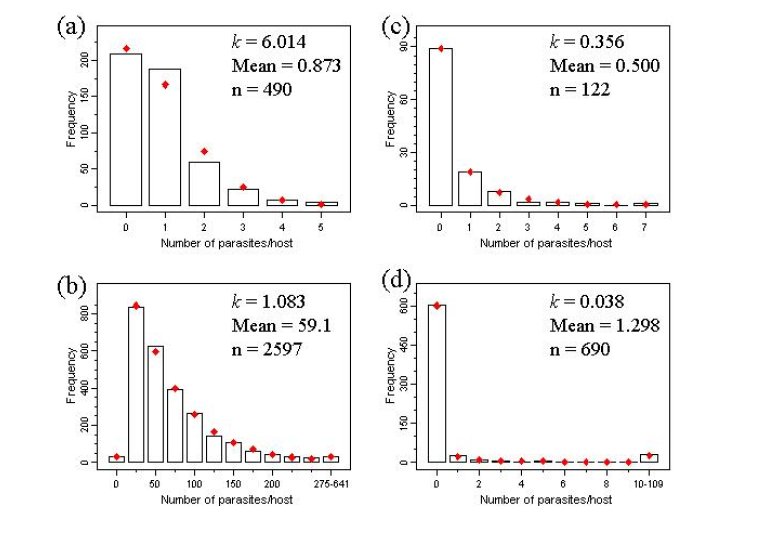 (a)
k = 6.014
Mean = 0.873
n = 490
Frequency
0 50 100 150 200
0 1 2 3 4 5
Number of parasites/host
(c)
k = 0.356
Mean = 0.500
n = 122
Frequency
0 30 60 90
0 1 2 3 4 5 6 7
Number of parasites/host
(b)
k = 1.083
Mean = 59.1
n = 2597
Frequency
0 200 400 600 800
0 50 100 150 200 275-641
Number of parasites/host
(d)
k = 0.038
Mean = 1.298
n = 690
Frequency
0 150 300 450 600
0 2 4 6 8 10-109
Number of parasites/host